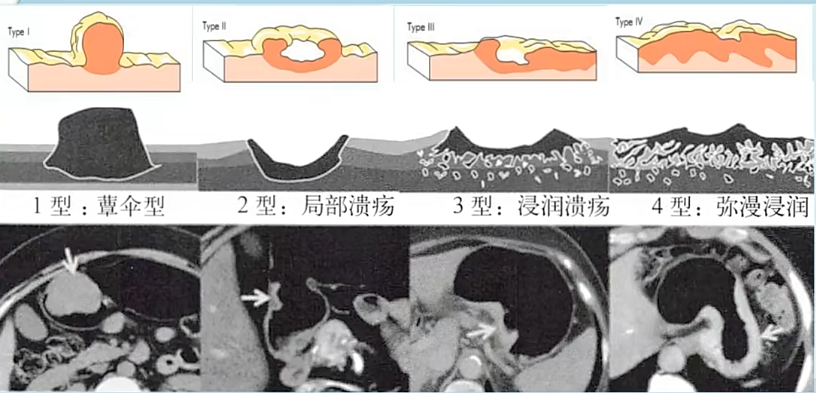 Type I
Type II
Type III
Type IV
1 型：蕈伞型
2 型：局部溃疡
3 型：浸润溃疡
4 型：弥漫浸润